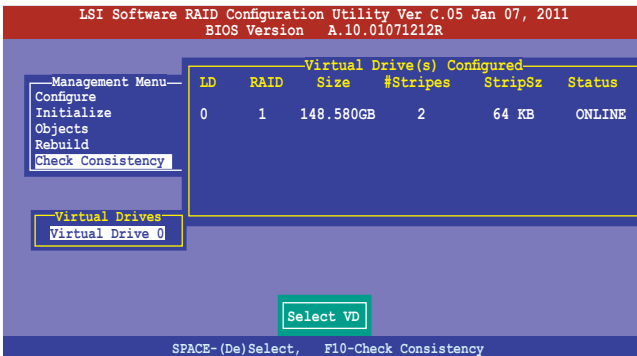 LSI Software RAID Configuration Utility Ver C.05 Jan 07, 2011
BIOS Version A.10.01071212R
Management Menu
Configure
Initialize
Objects
Rebuild
Check Consistency
Virtual Drive(s) Configured
LD RAID Size #Stripes StripSz Status
0 1 148.580GB 2 64 KB ONLINE
Virtual Drives
Virtual Drive 0
Select VD
SPACE-(De)Select, F10-Check Consistency